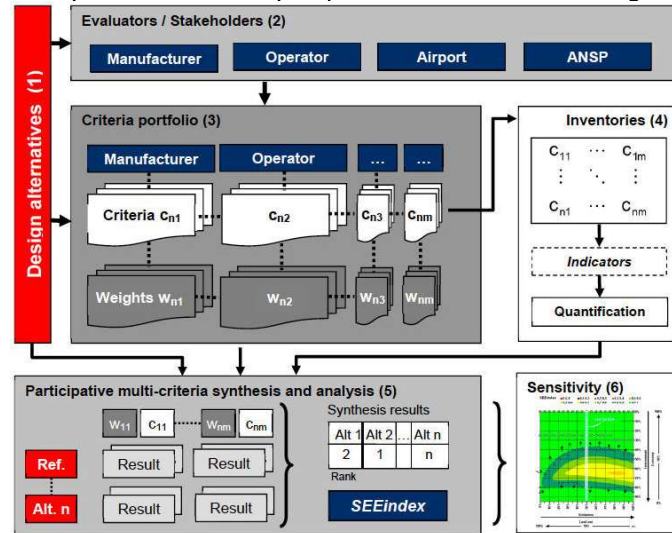 Evaluators / Stakeholders (2)
Manufacturer
Operator
Airport
ANSP
Design alternatives (1)
Criteria portfolio (3)
Manufacturer
Operator
...
...
Criteria cn1
cn2
cn3
cnm
Weights wn1
wn2
wn3
wnm
Inventories (4)
C11 ... C1m
Cn1 ... Cnm
Indicators
Quantification
Participative multi-criteria synthesis and analysis (5)
w11 c11 wnm cnm
Ref.
Result
Result
Alt. n
Result
Result
Synthesis results
Alt 1 Alt 2 ... Alt n
2 1 n
Rank
SEEindex
Sensitivity (6)